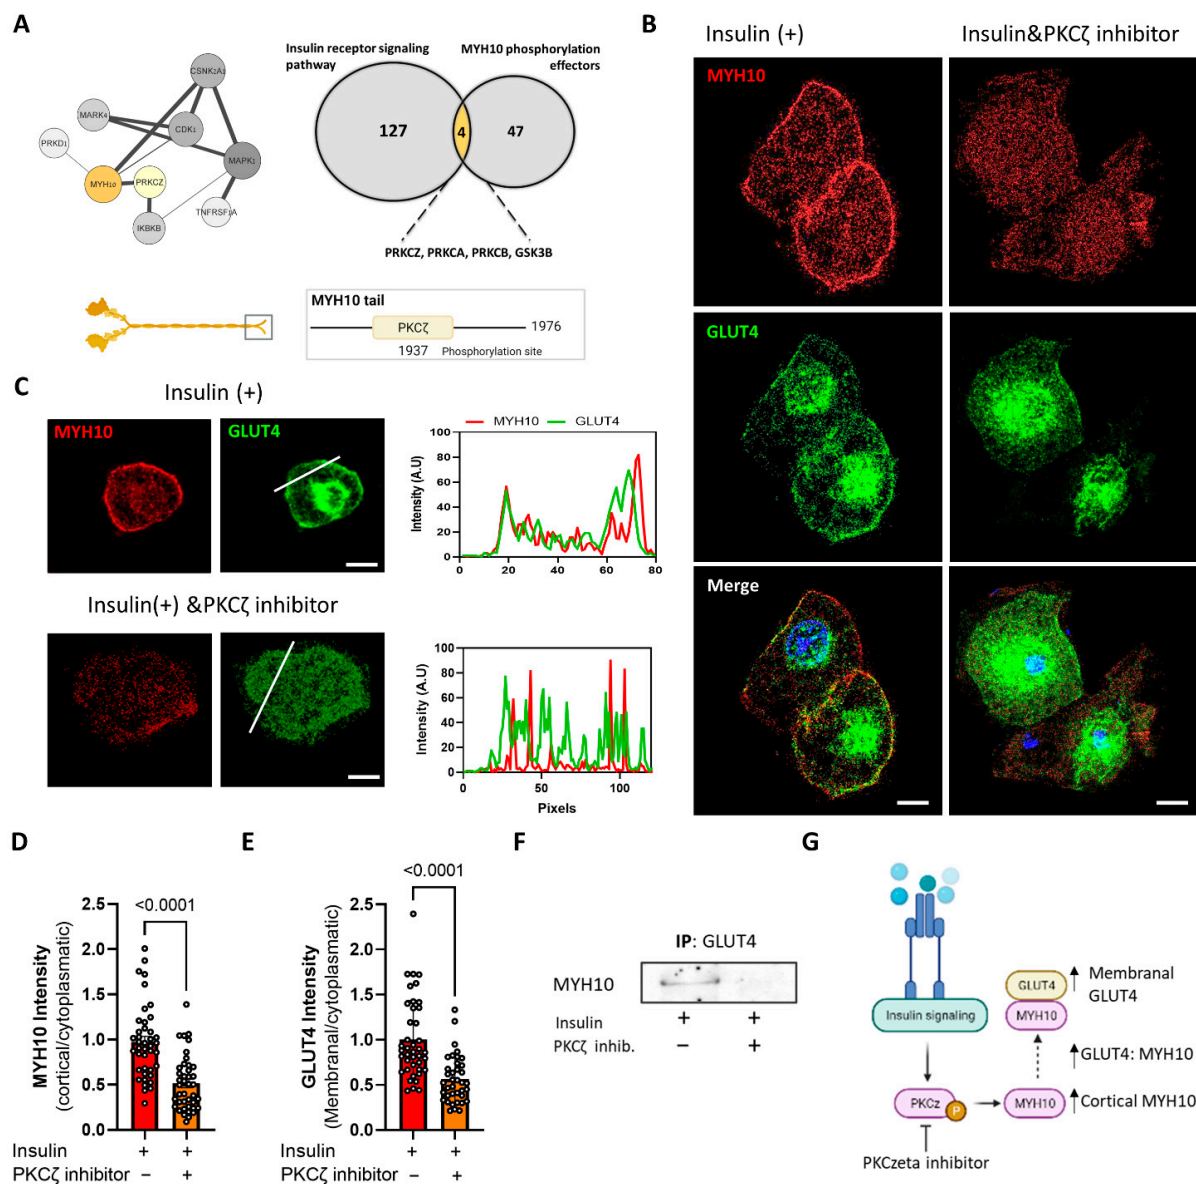 A
CSNK2A1
MARK4
CDK1
PRKD1
MAPK1
MYH10
PRKCZ
TNFRSF1A
IKBKB
Insulin receptor signaling
pathway
MYH10 phosphorylation
effectors
127
4
47
PRKCZ, PRKCA, PRKCB, GSK3B
MYH10 tail
PKCζ
1976
1937 Phosphorylation site
B
Insulin (+)
Insulin&PKCζ inhibitor
MYH10
GLUT4
Merge
C
Insulin (+)
MYH10
GLUT4
MYH10 GLUT4
Intensity (A.U)
100
80
60
40
20
0
0 20 40 60 80
Insulin(+) &PKCζ inhibitor
Intensity (A.U)
100
80
60
40
20
0
0 50 100
Pixels
D
<0.0001
MYH10 Intensity
(cortical/cytoplasmatic)
2.5
2.0
1.5
1.0
0.5
0.0
Insulin + +
PKCζ inhibitor – +
E
<0.0001
GLUT4 Intensity
(Membranal/cytoplasmatic)
2.5
2.0
1.5
1.0
0.5
0.0
Insulin + +
PKCζ inhibitor – +
F
IP: GLUT4
MYH10
Insulin + +
PKCζ inhib. – +
G
Insulin signaling
GLUT4
MYH10
Membranal
GLUT4
GLUT4: MYH10
PKCz
P
MYH10
Cortical MYH10
PKCzeta inhibitor